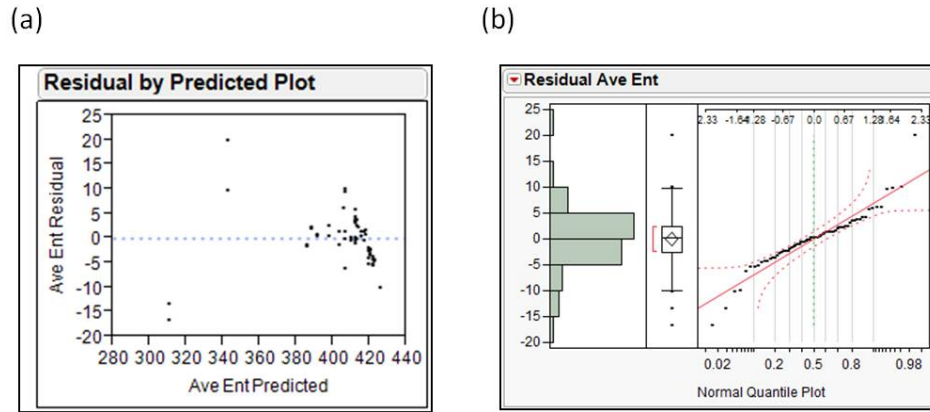 (a)
(b)
Residual by Predicted Plot
25
20
15
10
5
0
-5
-10
-15
-20
Ave Ent Residual
280 300 320 340 360 380 400 420 440
Ave Ent Predicted
Residual Ave Ent
25
20
15
10
5
0
-5
-10
-15
-20
2.33 -1.64 -1.28 -0.67 0.0 0.67 1.28 1.64 2.33
0.02 0.2 0.5 0.8 0.98
Normal Quantile Plot